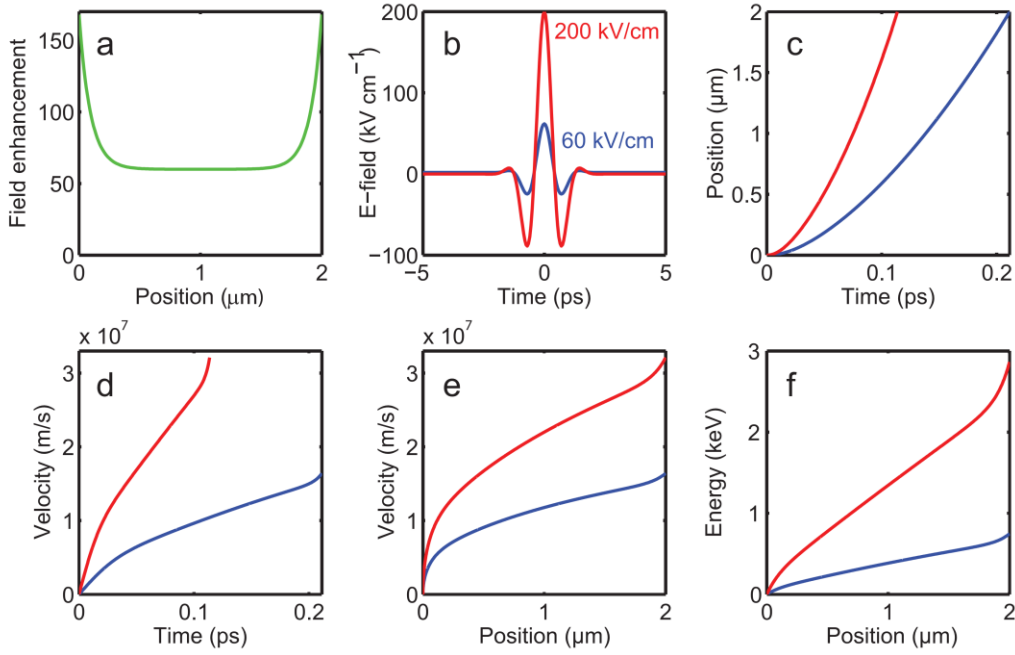 a
Field enhancement
150
100
50
0
0
1
2
Position (μm)
b
200 kV/cm
60 kV/cm
E−field (kV cm⁻¹)
200
100
0
−100
−5
0
5
Time (ps)
c
Position (μm)
2
1.5
1
0.5
0
0
0.1
0.2
Time (ps)
x 10⁷
d
Velocity (m/s)
3
2
1
0
0
0.1
0.2
Time (ps)
x 10⁷
e
Velocity (m/s)
3
2
1
0
0
1
2
Position (μm)
f
Energy (keV)
3
2
1
0
0
1
2
Position (μm)